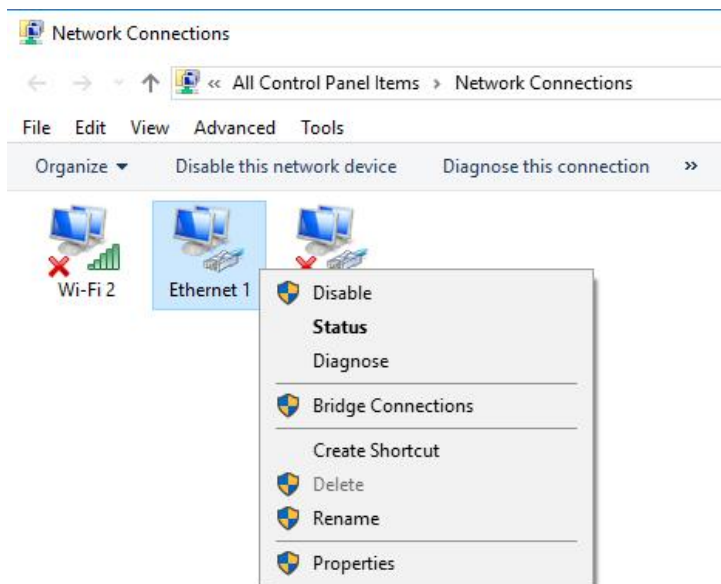 Network Connections
« All Control Panel Items > Network Connections
File Edit View Advanced Tools
Organize Disable this network device Diagnose this connection »
Wi-Fi 2 Ethernet 1
Disable
Status
Diagnose
Bridge Connections
Create Shortcut
Delete
Rename
Properties